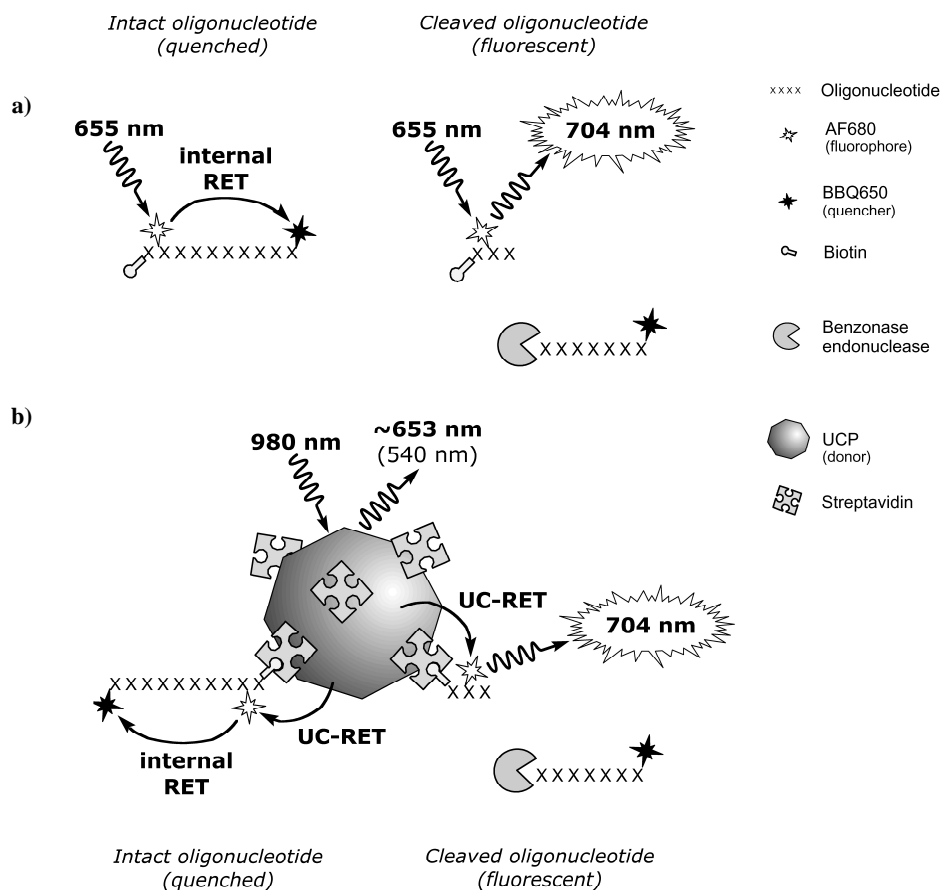 Intact oligonucleotide
(quenched)
Cleaved oligonucleotide
(fluorescent)
a)
655 nm
internal
RET
x x x x x x x x x x
655 nm
704 nm
x x x
x x x x x x x
xxxx Oligonucleotide
AF680
(fluorophore)
BBQ650
(quencher)
Biotin
Benzonase
endonuclease
b)
980 nm
~653 nm
(540 nm)
UCP
(donor)
Streptavidin
UC-RET
704 nm
x x x x x x x x x x
x x x
UC-RET
internal
RET
x x x x x x x
Intact oligonucleotide
(quenched)
Cleaved oligonucleotide
(fluorescent)